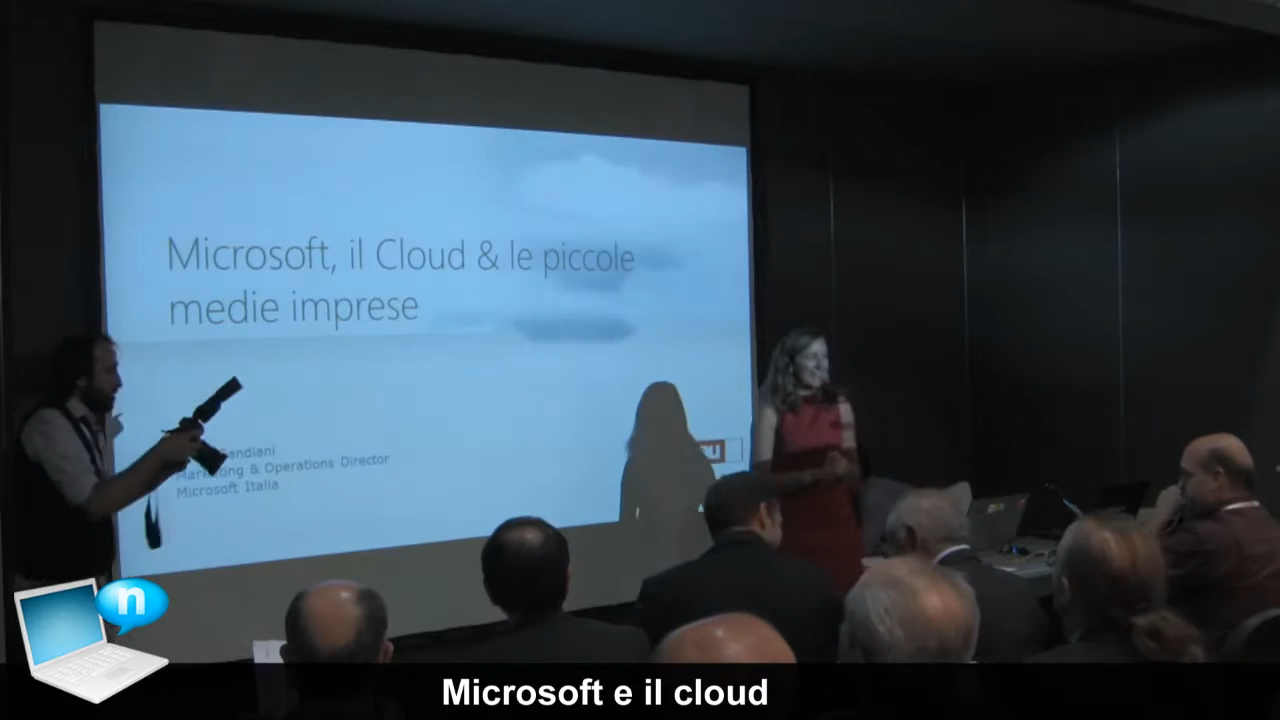 Microsoft, il Cloud & le piccole
medie imprese
Marketing & Operations Director
Microsoft Italia
n
Microsoft e il cloud